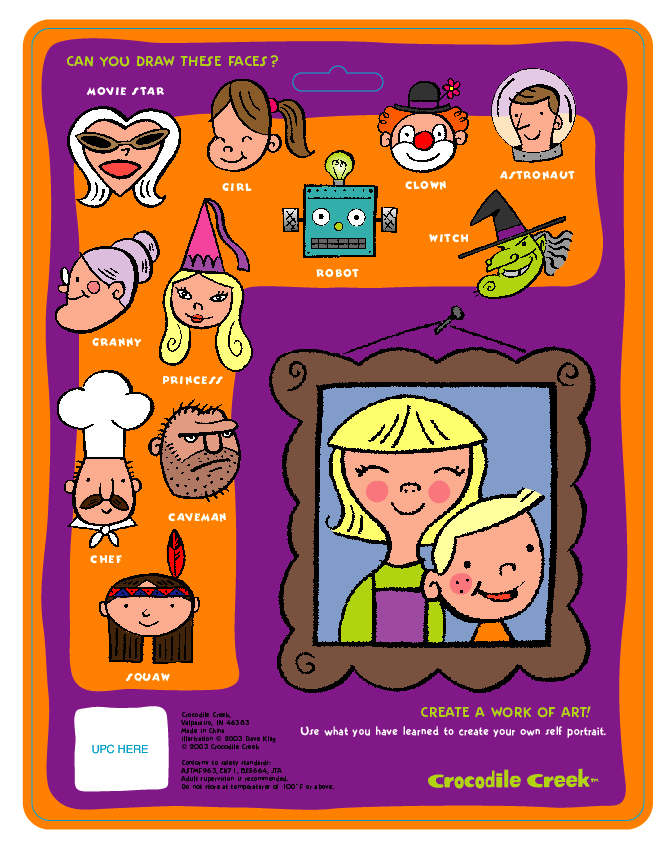 CAN YOU DRAW THESE FACES?
MOVIE STAR
GIRL
CLOWN
ASTRONAUT
WITCH
ROBOT
GRANNY
PRINCESS
CAVEMAN
CHEF
SQUAW
CREATE A WORK OF ART!
Use what you have learned to create your own self portrait.
UPC HERE
Crocodile Creek,
Valparaiso, IN 46383
Made in China
Illustration © 2003 Dave King
© 2003 Crocodile Creek
Conforms to safety standards:
ASTMF963, EN71, BS5664, JTA
Adult supervision is recommended.
Do not store at temperatures of 100°F or above.
Crocodile Creek™